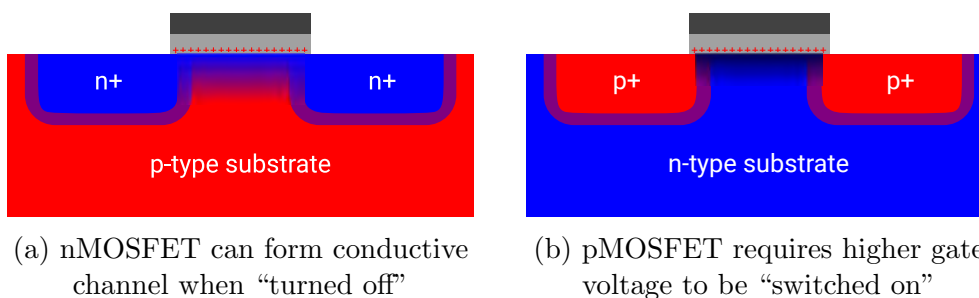 +++++++++++++++++
n+
n+
p-type substrate
+++++++++++++++++
p+
p+
n-type substrate
(a) nMOSFET can form conductive
channel when “turned off”
(b) pMOSFET requires higher gate
voltage to be “switched on”